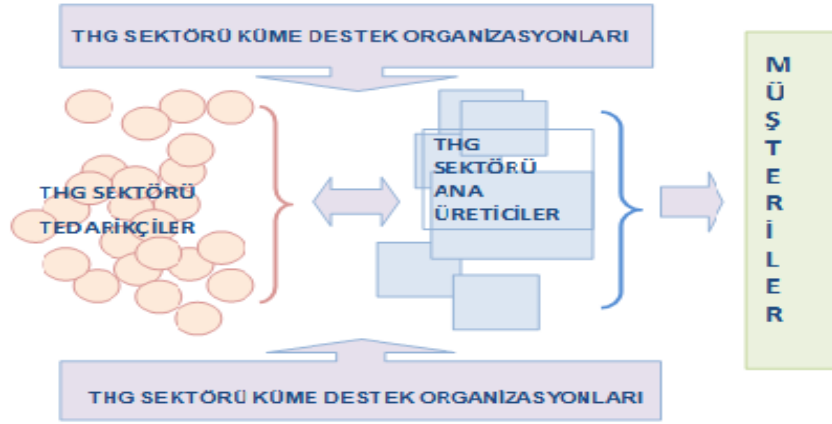 THG SEKTÖRÜ KÜME DESTEK ORGANİZASYONLARI
THG SEKTÖRÜ
TEDARİKÇİLER
THG
SEKTÖRÜ
ANA
ÜRETİCİLER
M
Ü
Ş
T
E
R
İ
L
E
R
THG SEKTÖRÜ KÜME DESTEK ORGANİZASYONLARI